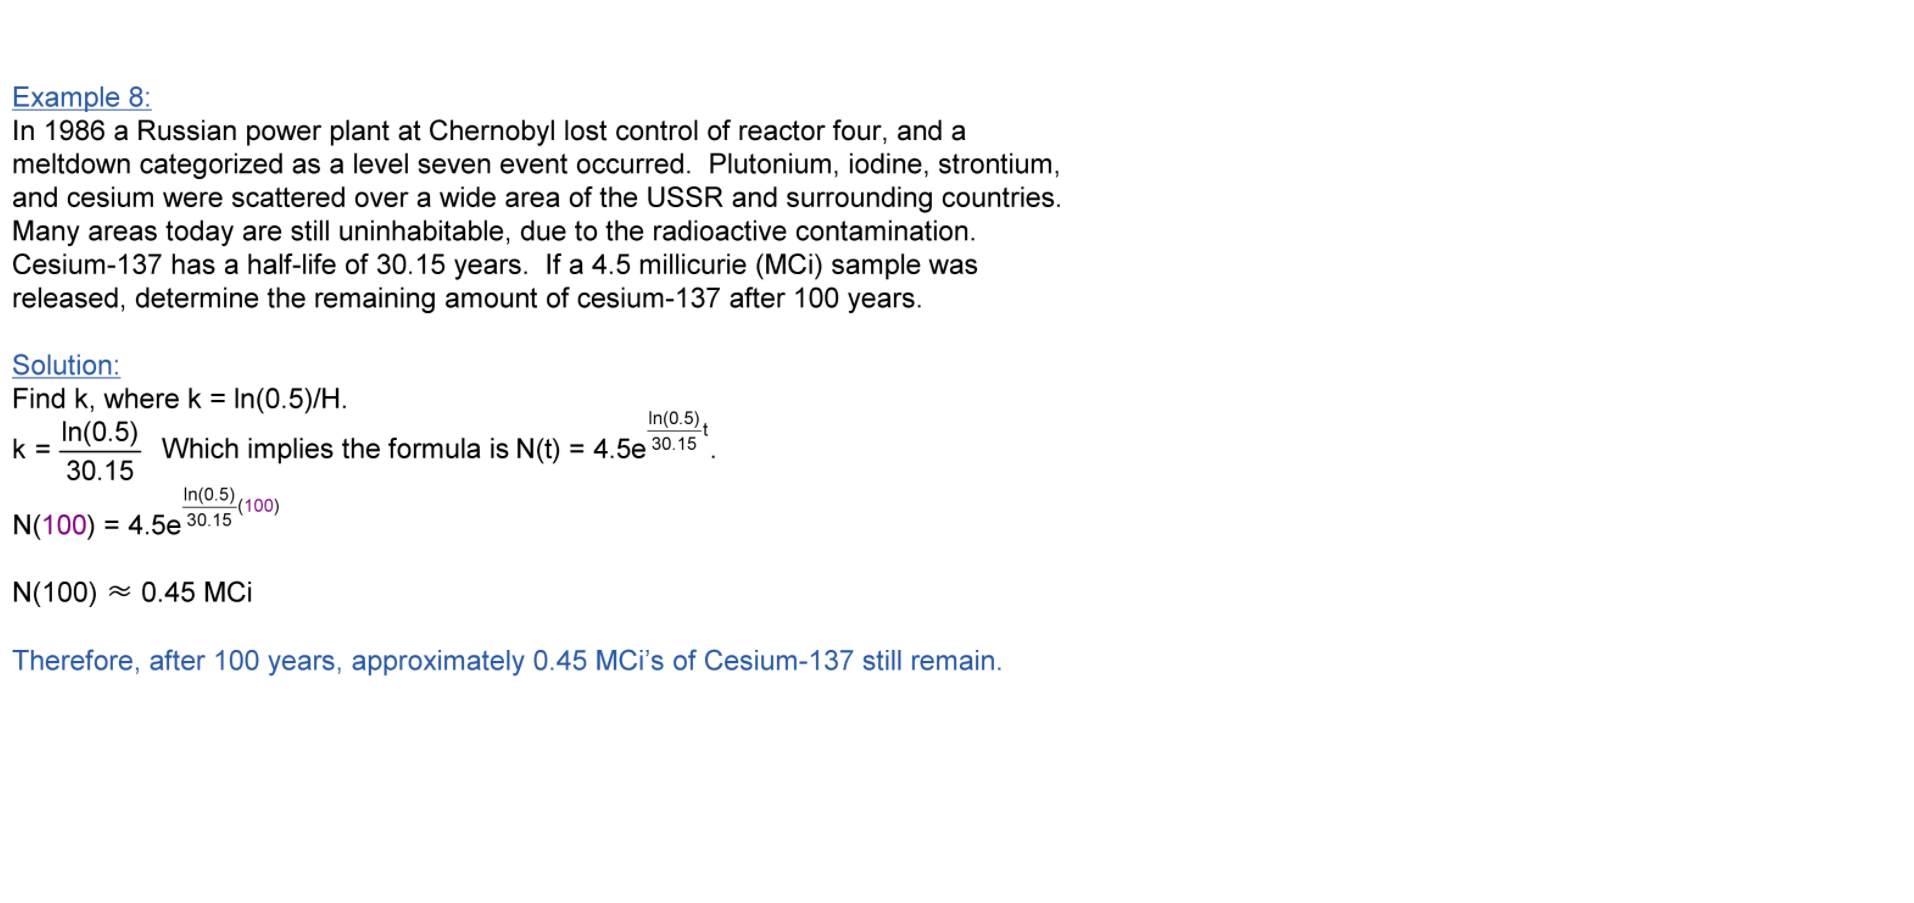 Example 8:
In 1986 a Russian power plant at Chernobyl lost control of reactor four, and a
meltdown categorized as a level seven event occurred.  Plutonium, iodine, strontium,
and cesium were scattered over a wide area of the USSR and surrounding countries.
Many areas today are still uninhabitable, due to the radioactive contamination.
Cesium-137 has a half-life of 30.15 years.  If a 4.5 millicurie (MCi) sample was
released, determine the remaining amount of cesium-137 after 100 years.
Solution:
Find k, where k = ln(0.5)/H.
k = ln(0.5)/30.15  Which implies the formula is N(t) = 4.5e^(ln(0.5)/30.15 t).
N(100) = 4.5e^(ln(0.5)/30.15 (100))
N(100) ≈ 0.45 MCi
Therefore, after 100 years, approximately 0.45 MCi’s of Cesium-137 still remain.